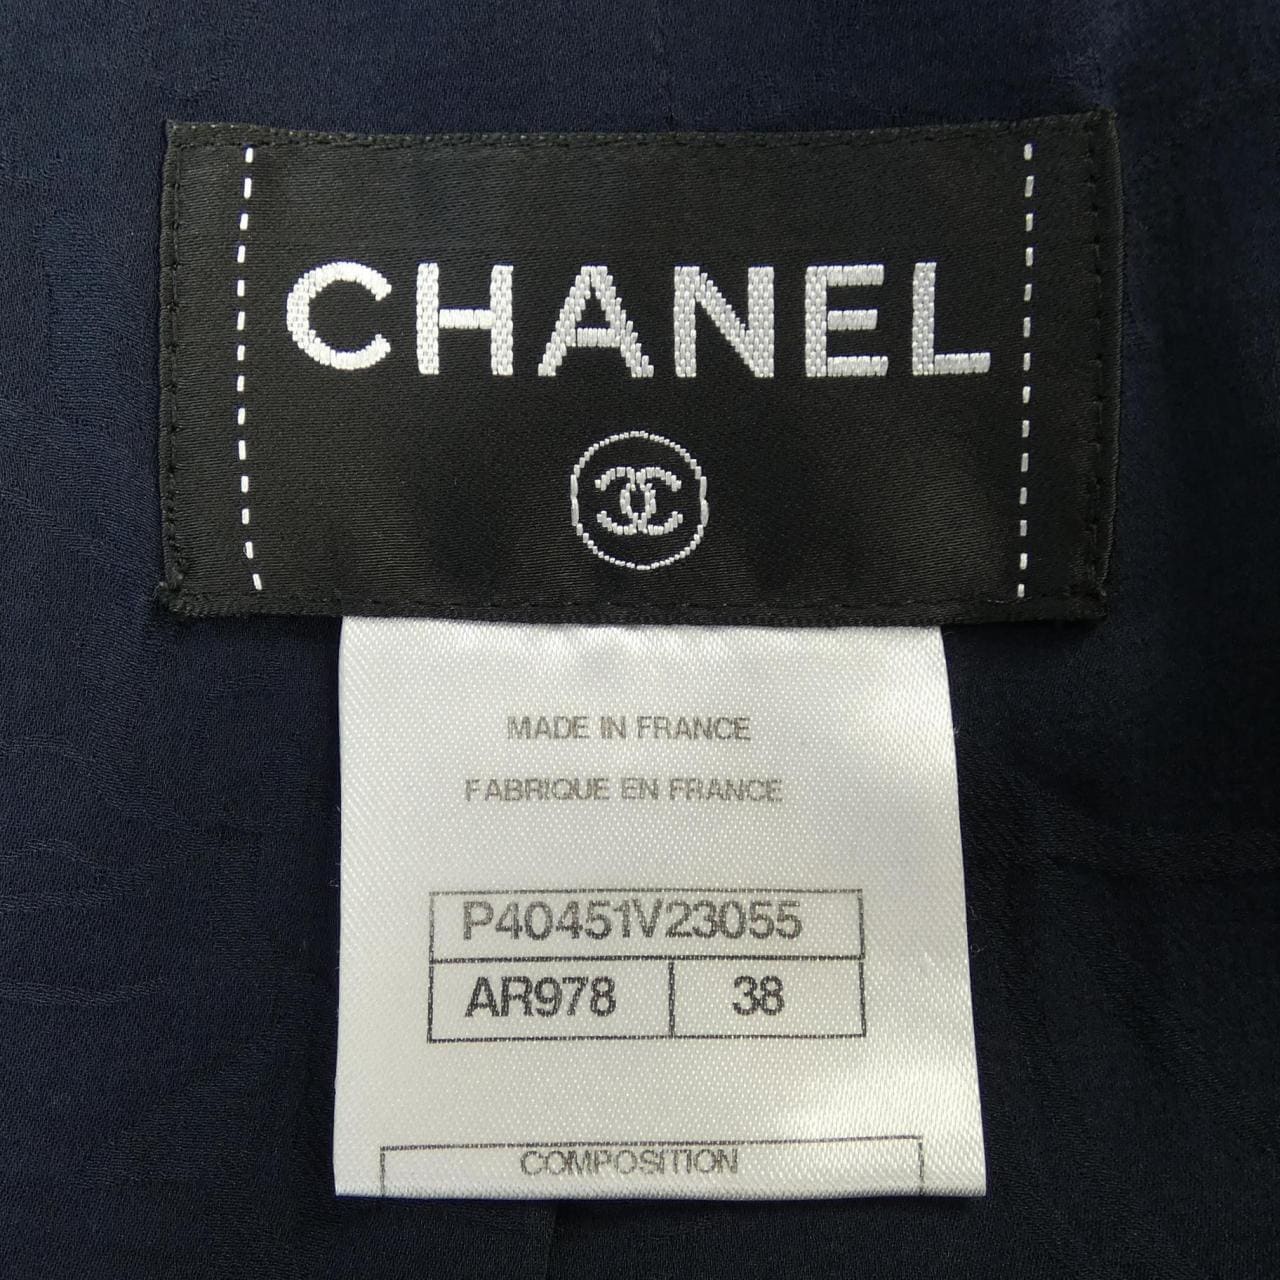 CHANEL
MADE IN FRANCE
FABRIQUE EN FRANCE
P40451V23055
AR978 38
COMPOSITION